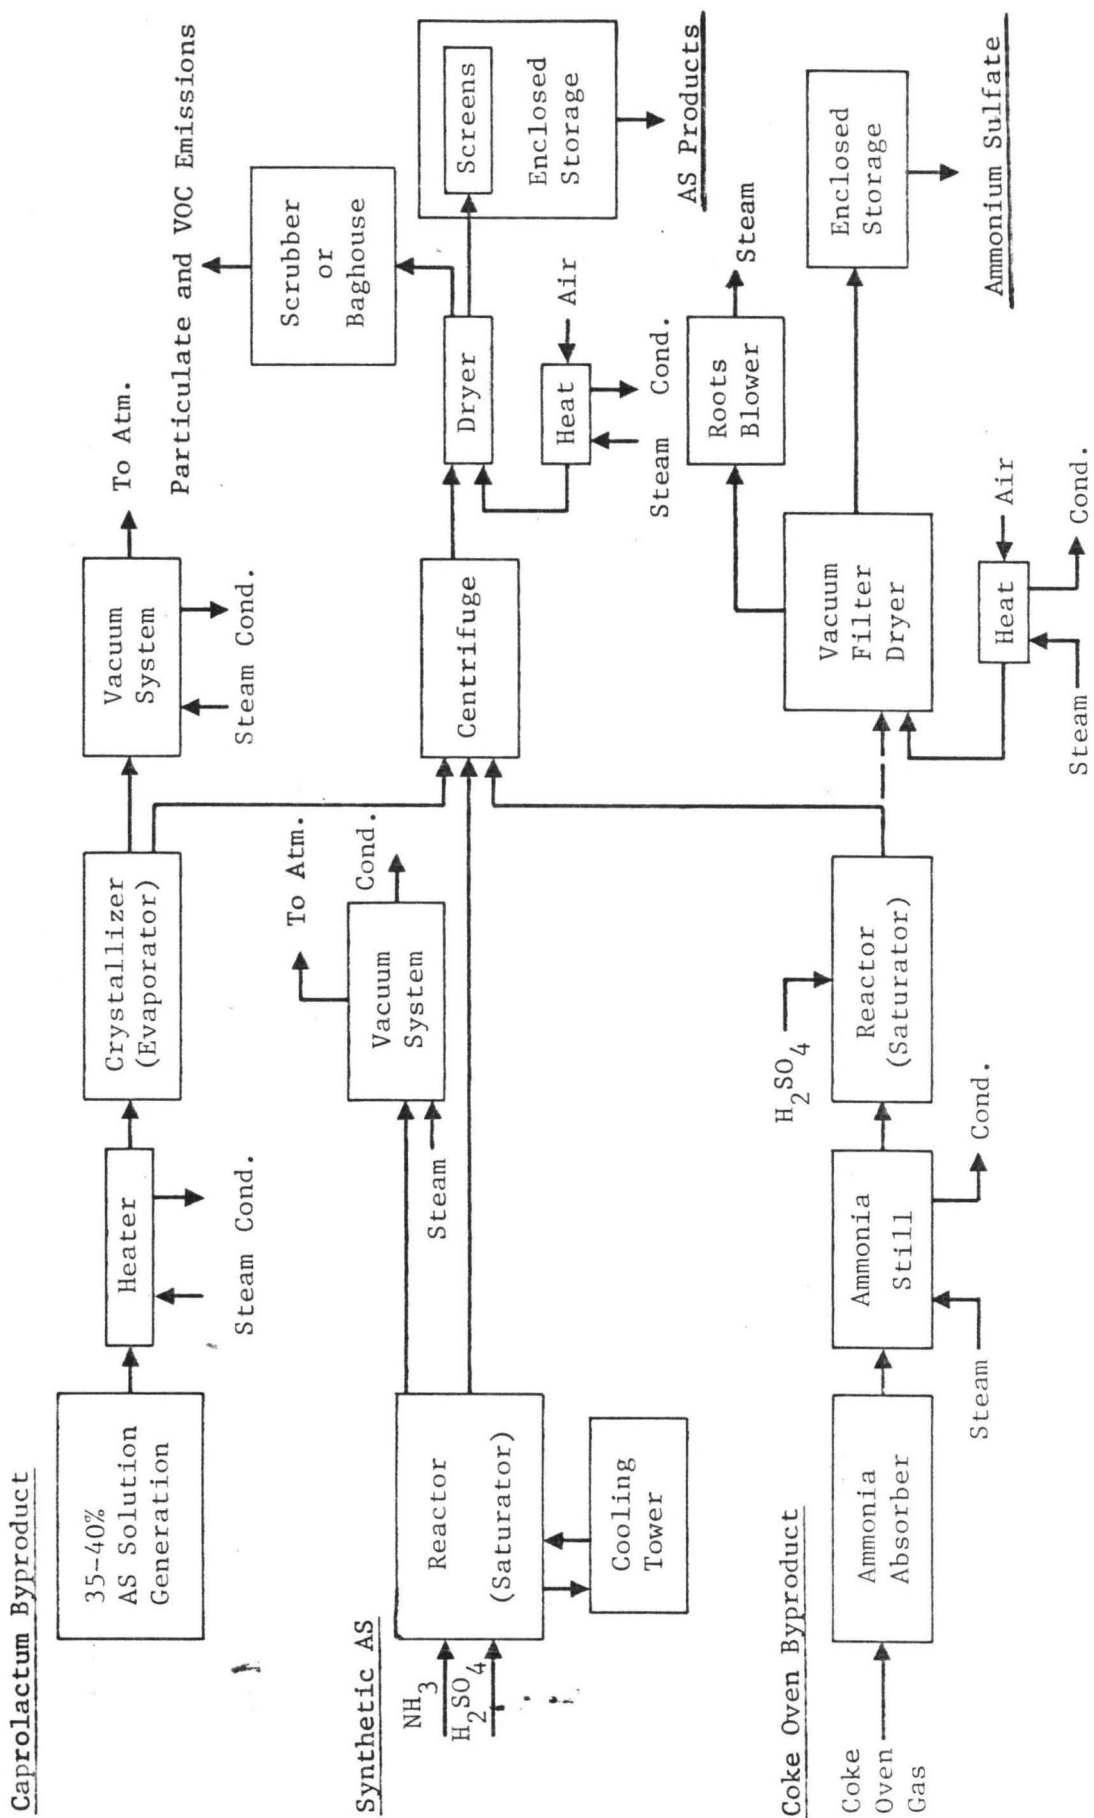 Caprolactum Byproduct
35-40%
AS Solution
Generation
Heater
Steam Cond.
Crystallizer
(Evaporator)
Vacuum
System
Steam Cond.
To Atm.
Particulate and VOC Emissions
Synthetic AS
NH3
H2SO4
Reactor
(Saturator)
Cooling
Tower
Steam
Vacuum
System
To Atm.
Cond.
Centrifuge
Dryer
Heat
Air
Steam Cond.
Scrubber
or
Baghouse
Screens
Enclosed
Storage
AS Products
Coke Oven Byproduct
Coke
Oven
Gas
Ammonia
Absorber
Ammonia
Still
Steam
Cond.
H2SO4
Reactor
(Saturator)
Vacuum
Filter
Dryer
Heat
Air
Steam
Cond.
Roots
Blower
Steam
Enclosed
Storage
Ammonium Sulfate